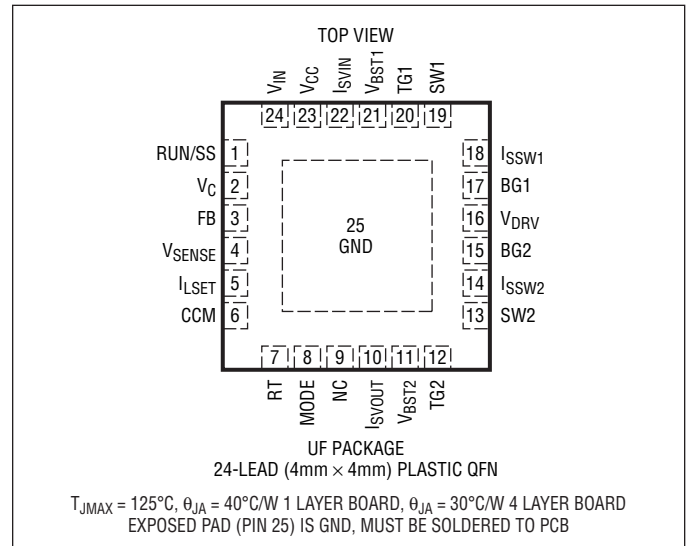 TOP VIEW
VIN
VCC
ISVIN
VBST1
TG1
SW1
24 23 22 21 20 19
RUN/SS 1
VC 2
FB 3
VSENSE 4
ILSET 5
CCM 6
25
GND
18 ISSW1
17 BG1
16 VDRV
15 BG2
14 ISSW2
13 SW2
7 8 9 10 11 12
RT
MODE
NC
ISVOUT
VBST2
TG2
UF PACKAGE
24-LEAD (4mm × 4mm) PLASTIC QFN
TJMAX = 125°C, θJA = 40°C/W 1 LAYER BOARD, θJA = 30°C/W 4 LAYER BOARD
EXPOSED PAD (PIN 25) IS GND, MUST BE SOLDERED TO PCB